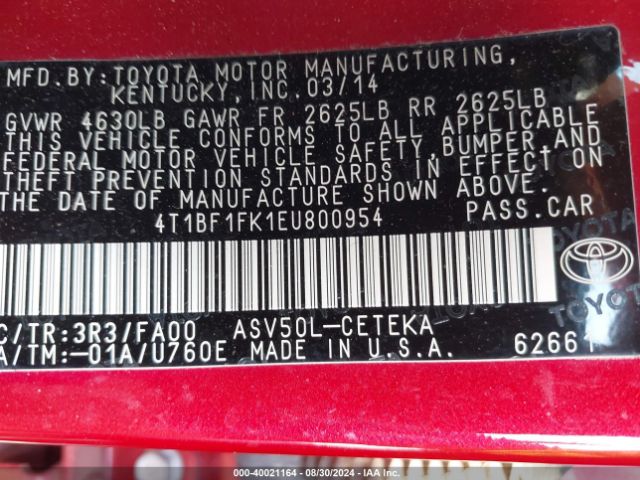 MFD. BY: TOYOTA MOTOR MANUFACTURING,
KENTUCKY, INC. 03/14
GVWR 4630LB GAWR FR 2625LB RR 2625LB
THIS VEHICLE CONFORMS TO ALL APPLICABLE
FEDERAL MOTOR VEHICLE SAFETY, BUMPER, AND
THEFT PREVENTION STANDARDS IN EFFECT ON
THE DATE OF MANUFACTURE SHOWN ABOVE.
4T1BF1FK1EU800954 PASS.CAR
TOYOTA
C/TR:3R3/FA00 ASV50L-CETEKA
A/TM:-01A/U760E MADE IN U.S.A. 62661
000-40021164 | 08/30/2024 | IAA Inc.